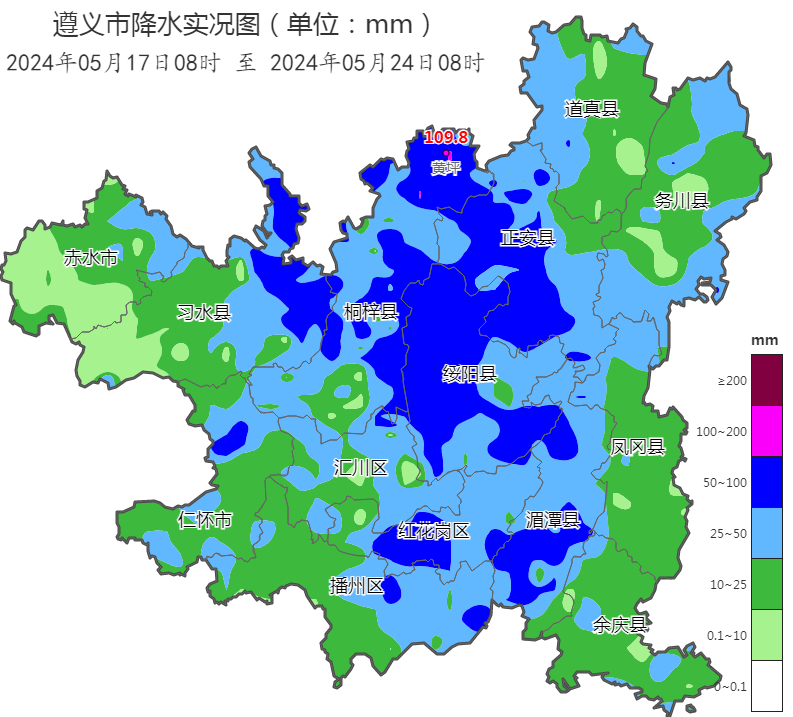 遵义市降水实况图（单位：mm）
2024年05月17日08时 至 2024年05月24日08时
道真县
109.8
黄坪
务川县
正安县
赤水市
习水县
桐梓县
mm
绥阳县
≥200
100~200
凤冈县
汇川区
50~100
仁怀市
湄潭县
红花岗区
25~50
播州区
10~25
余庆县
0.1~10
0~0.1